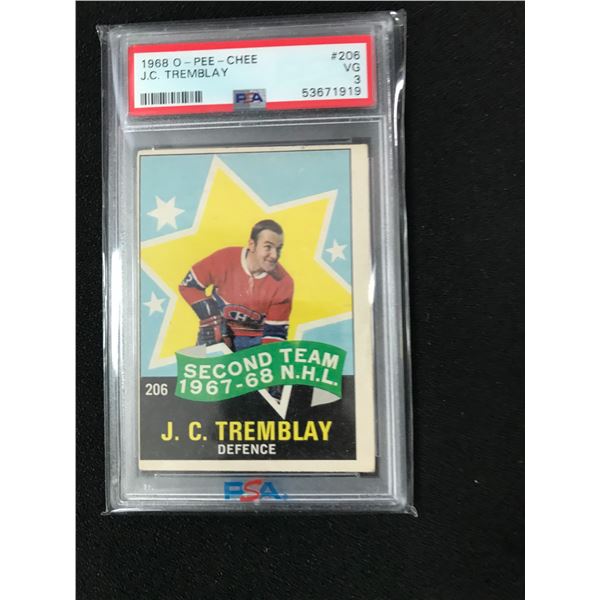 1968 O-PEE-CHEE #206
J.C. TREMBLAY VG
3
PSA 53671919
SECOND TEAM
1967-68 N.H.L.
206
J. C. TREMBLAY
DEFENCE
PSA